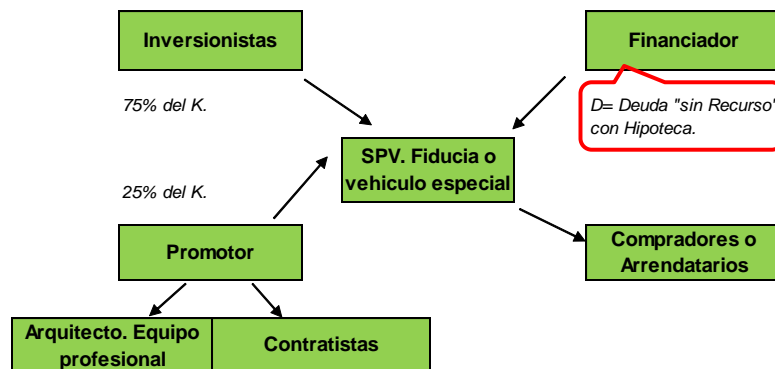 Inversionistas
Financiador
75% del K.
D= Deuda "sin Recurso"
con Hipoteca.
SPV. Fiducia o
vehiculo especial
25% del K.
Promotor
Compradores o
Arrendatarios
Arquitecto. Equipo
profesional
Contratistas